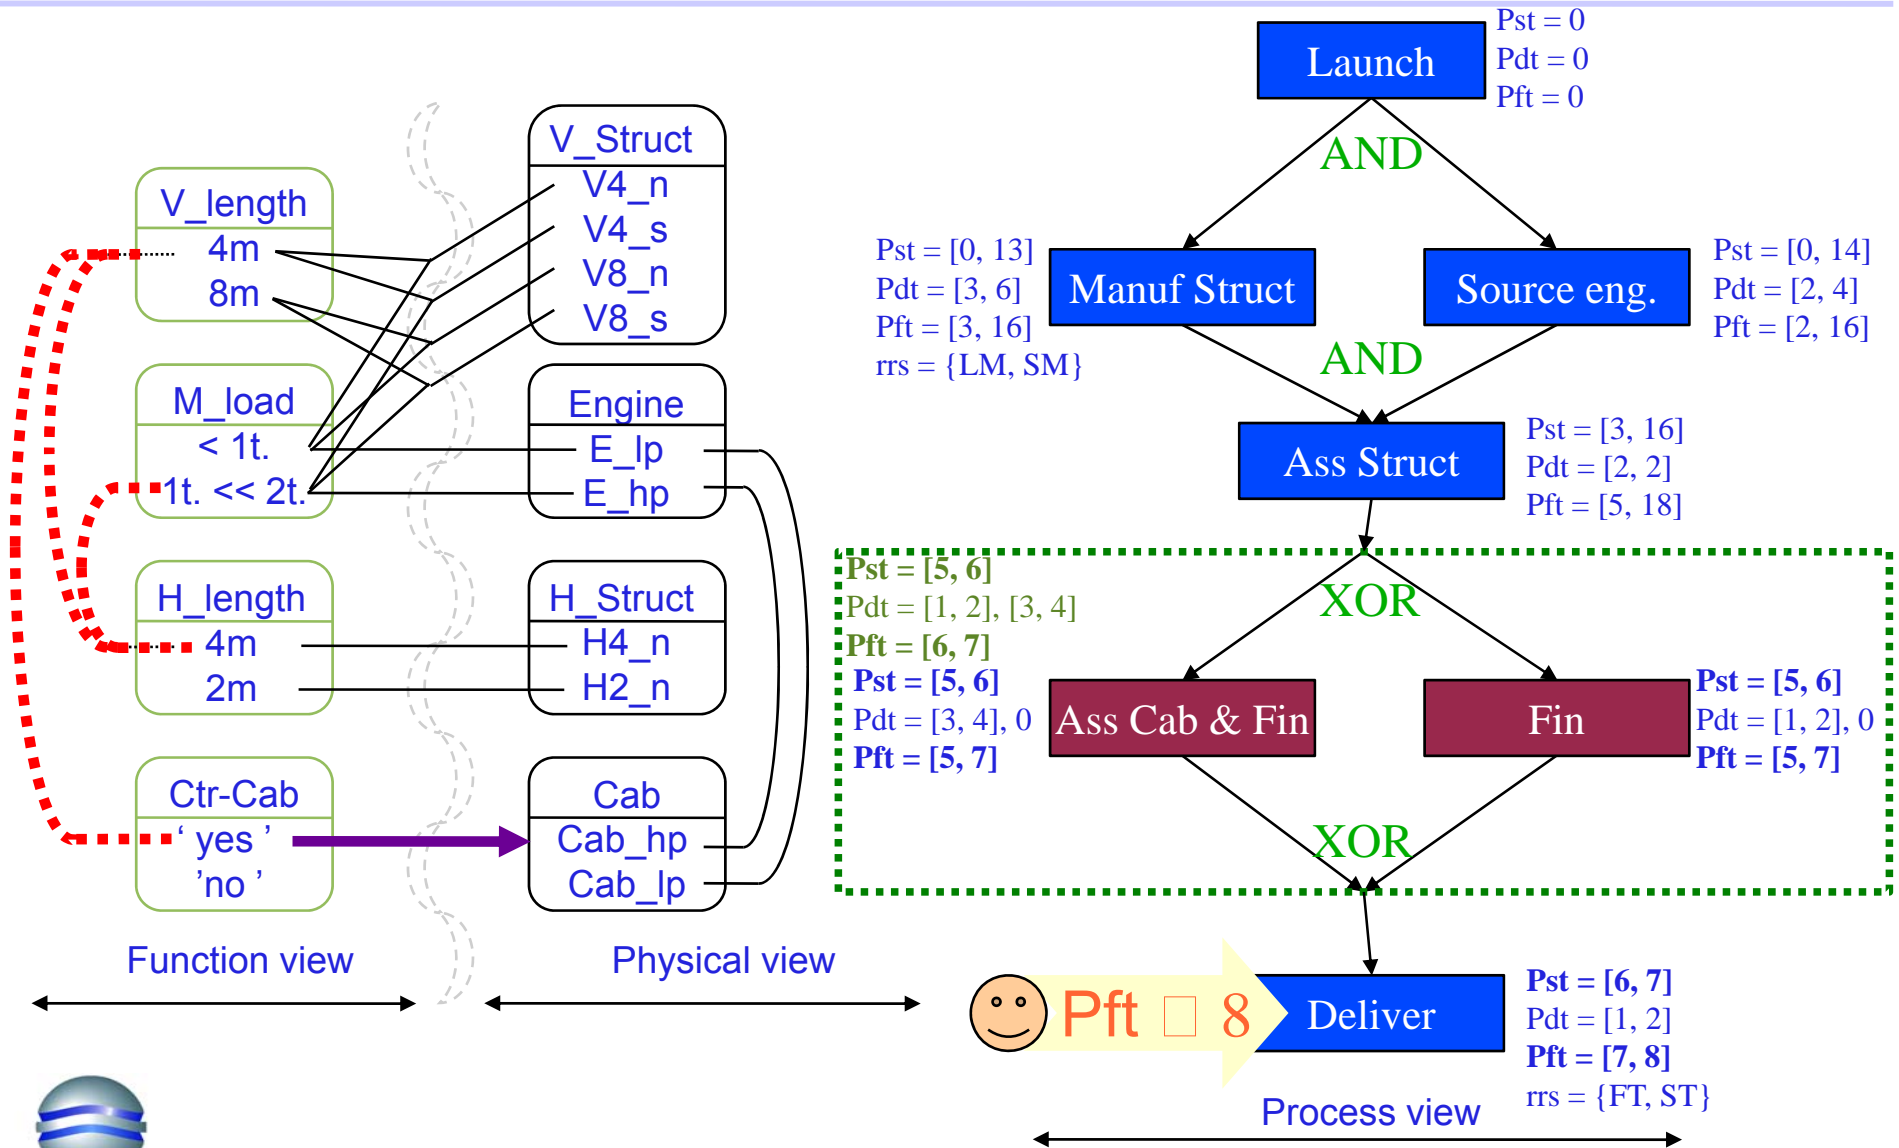 V_length
4m
8m
M_load
< 1t.
1t. << 2t.
H_length
4m
2m
Ctr-Cab
‘ yes ’
’no ’
Function view
V_Struct
V4_n
V4_s
V8_n
V8_s
Engine
E_lp
E_hp
H_Struct
H4_n
H2_n
Cab
Cab_hp
Cab_lp
Physical view
Launch
Pst = 0
Pdt = 0
Pft = 0
AND
Pst = [0, 13]
Pdt = [3, 6]
Pft = [3, 16]
rrs = {LM, SM}
Manuf Struct
Source eng.
Pst = [0, 14]
Pdt = [2, 4]
Pft = [2, 16]
AND
Ass Struct
Pst = [3, 16]
Pdt = [2, 2]
Pft = [5, 18]
Pst = [5, 6]
Pdt = [1, 2], [3, 4]
Pft = [6, 7]
XOR
Pst = [5, 6]
Pdt = [3, 4], 0
Pft = [5, 7]
Ass Cab & Fin
Fin
Pst = [5, 6]
Pdt = [1, 2], 0
Pft = [5, 7]
XOR
Pft □ 8
Deliver
Pst = [6, 7]
Pdt = [1, 2]
Pft = [7, 8]
rrs = {FT, ST}
Process view